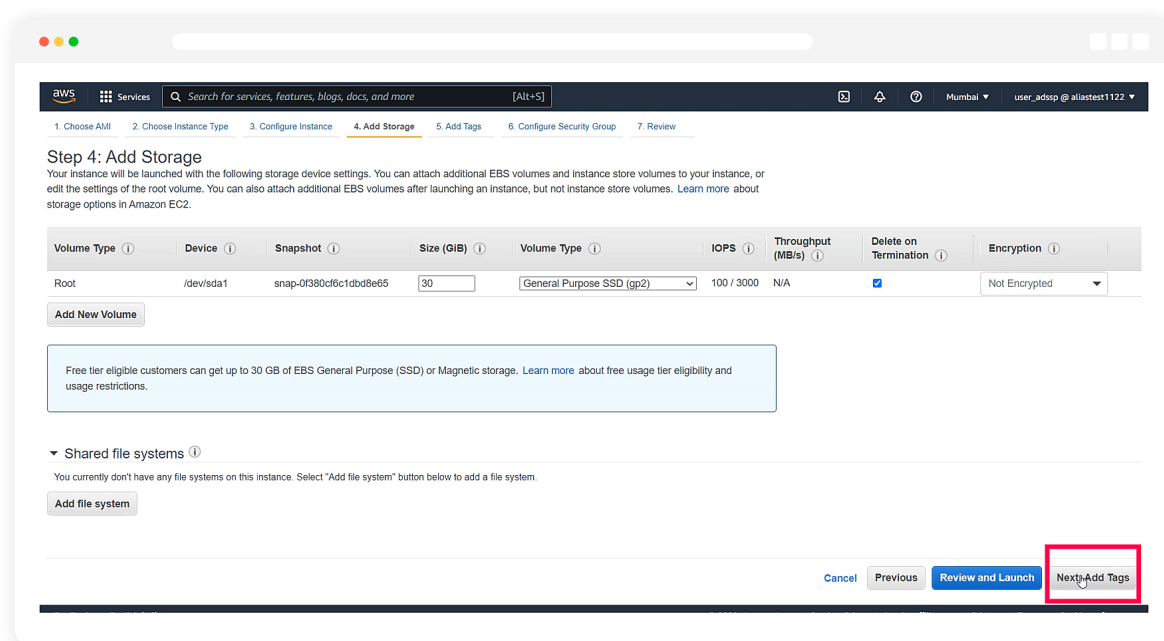 aws
Services
Search for services, features, blogs, docs, and more [Alt+S]
Mumbai
user_adssp @ aliastest1122
1. Choose AMI 2. Choose Instance Type 3. Configure Instance 4. Add Storage 5. Add Tags 6. Configure Security Group 7. Review
Step 4: Add Storage
Your instance will be launched with the following storage device settings. You can attach additional EBS volumes and instance store volumes to your instance, or
edit the settings of the root volume. You can also attach additional EBS volumes after launching an instance, but not instance store volumes. Learn more about
storage options in Amazon EC2.
Volume Type Device Snapshot Size (GiB) Volume Type IOPS Throughput (MB/s) Delete on Termination Encryption
Root /dev/sda1 snap-0f380cf6c1dbd8e65 30 General Purpose SSD (gp2) 100 / 3000 N/A Not Encrypted
Add New Volume
Free tier eligible customers can get up to 30 GB of EBS General Purpose (SSD) or Magnetic storage. Learn more about free usage tier eligibility and
usage restrictions.
Shared file systems
You currently don't have any file systems on this instance. Select "Add file system" button below to add a file system.
Add file system
Cancel Previous Review and Launch Next: Add Tags